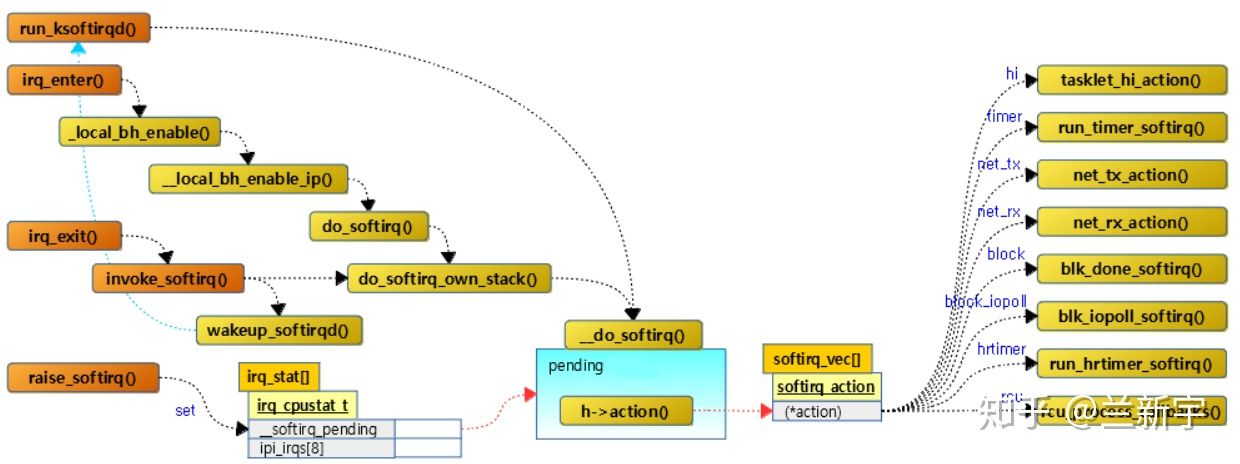 run_ksoftirqd()
irq_enter()
_local_bh_enable()
__local_bh_enable_ip()
do_softirq()
irq_exit()
invoke_softirq()
do_softirq_own_stack()
wakeup_softirqd()
__do_softirq()
pending
h->action()
raise_softirq()
set
irq_stat[]
irq_cpustat_t
__softirq_pending
ipi_irqs[8]
softirq_vec[]
softirq_action
(*action)
hi
tasklet_hi_action()
timer
run_timer_softirq()
net_tx
net_tx_action()
net_rx
net_rx_action()
block
blk_done_softirq()
block_iopoll
blk_iopoll_softirq()
hrtimer
run_hrtimer_softirq()
rcu
rcu_process_callbacks()
知乎 @兰新宇